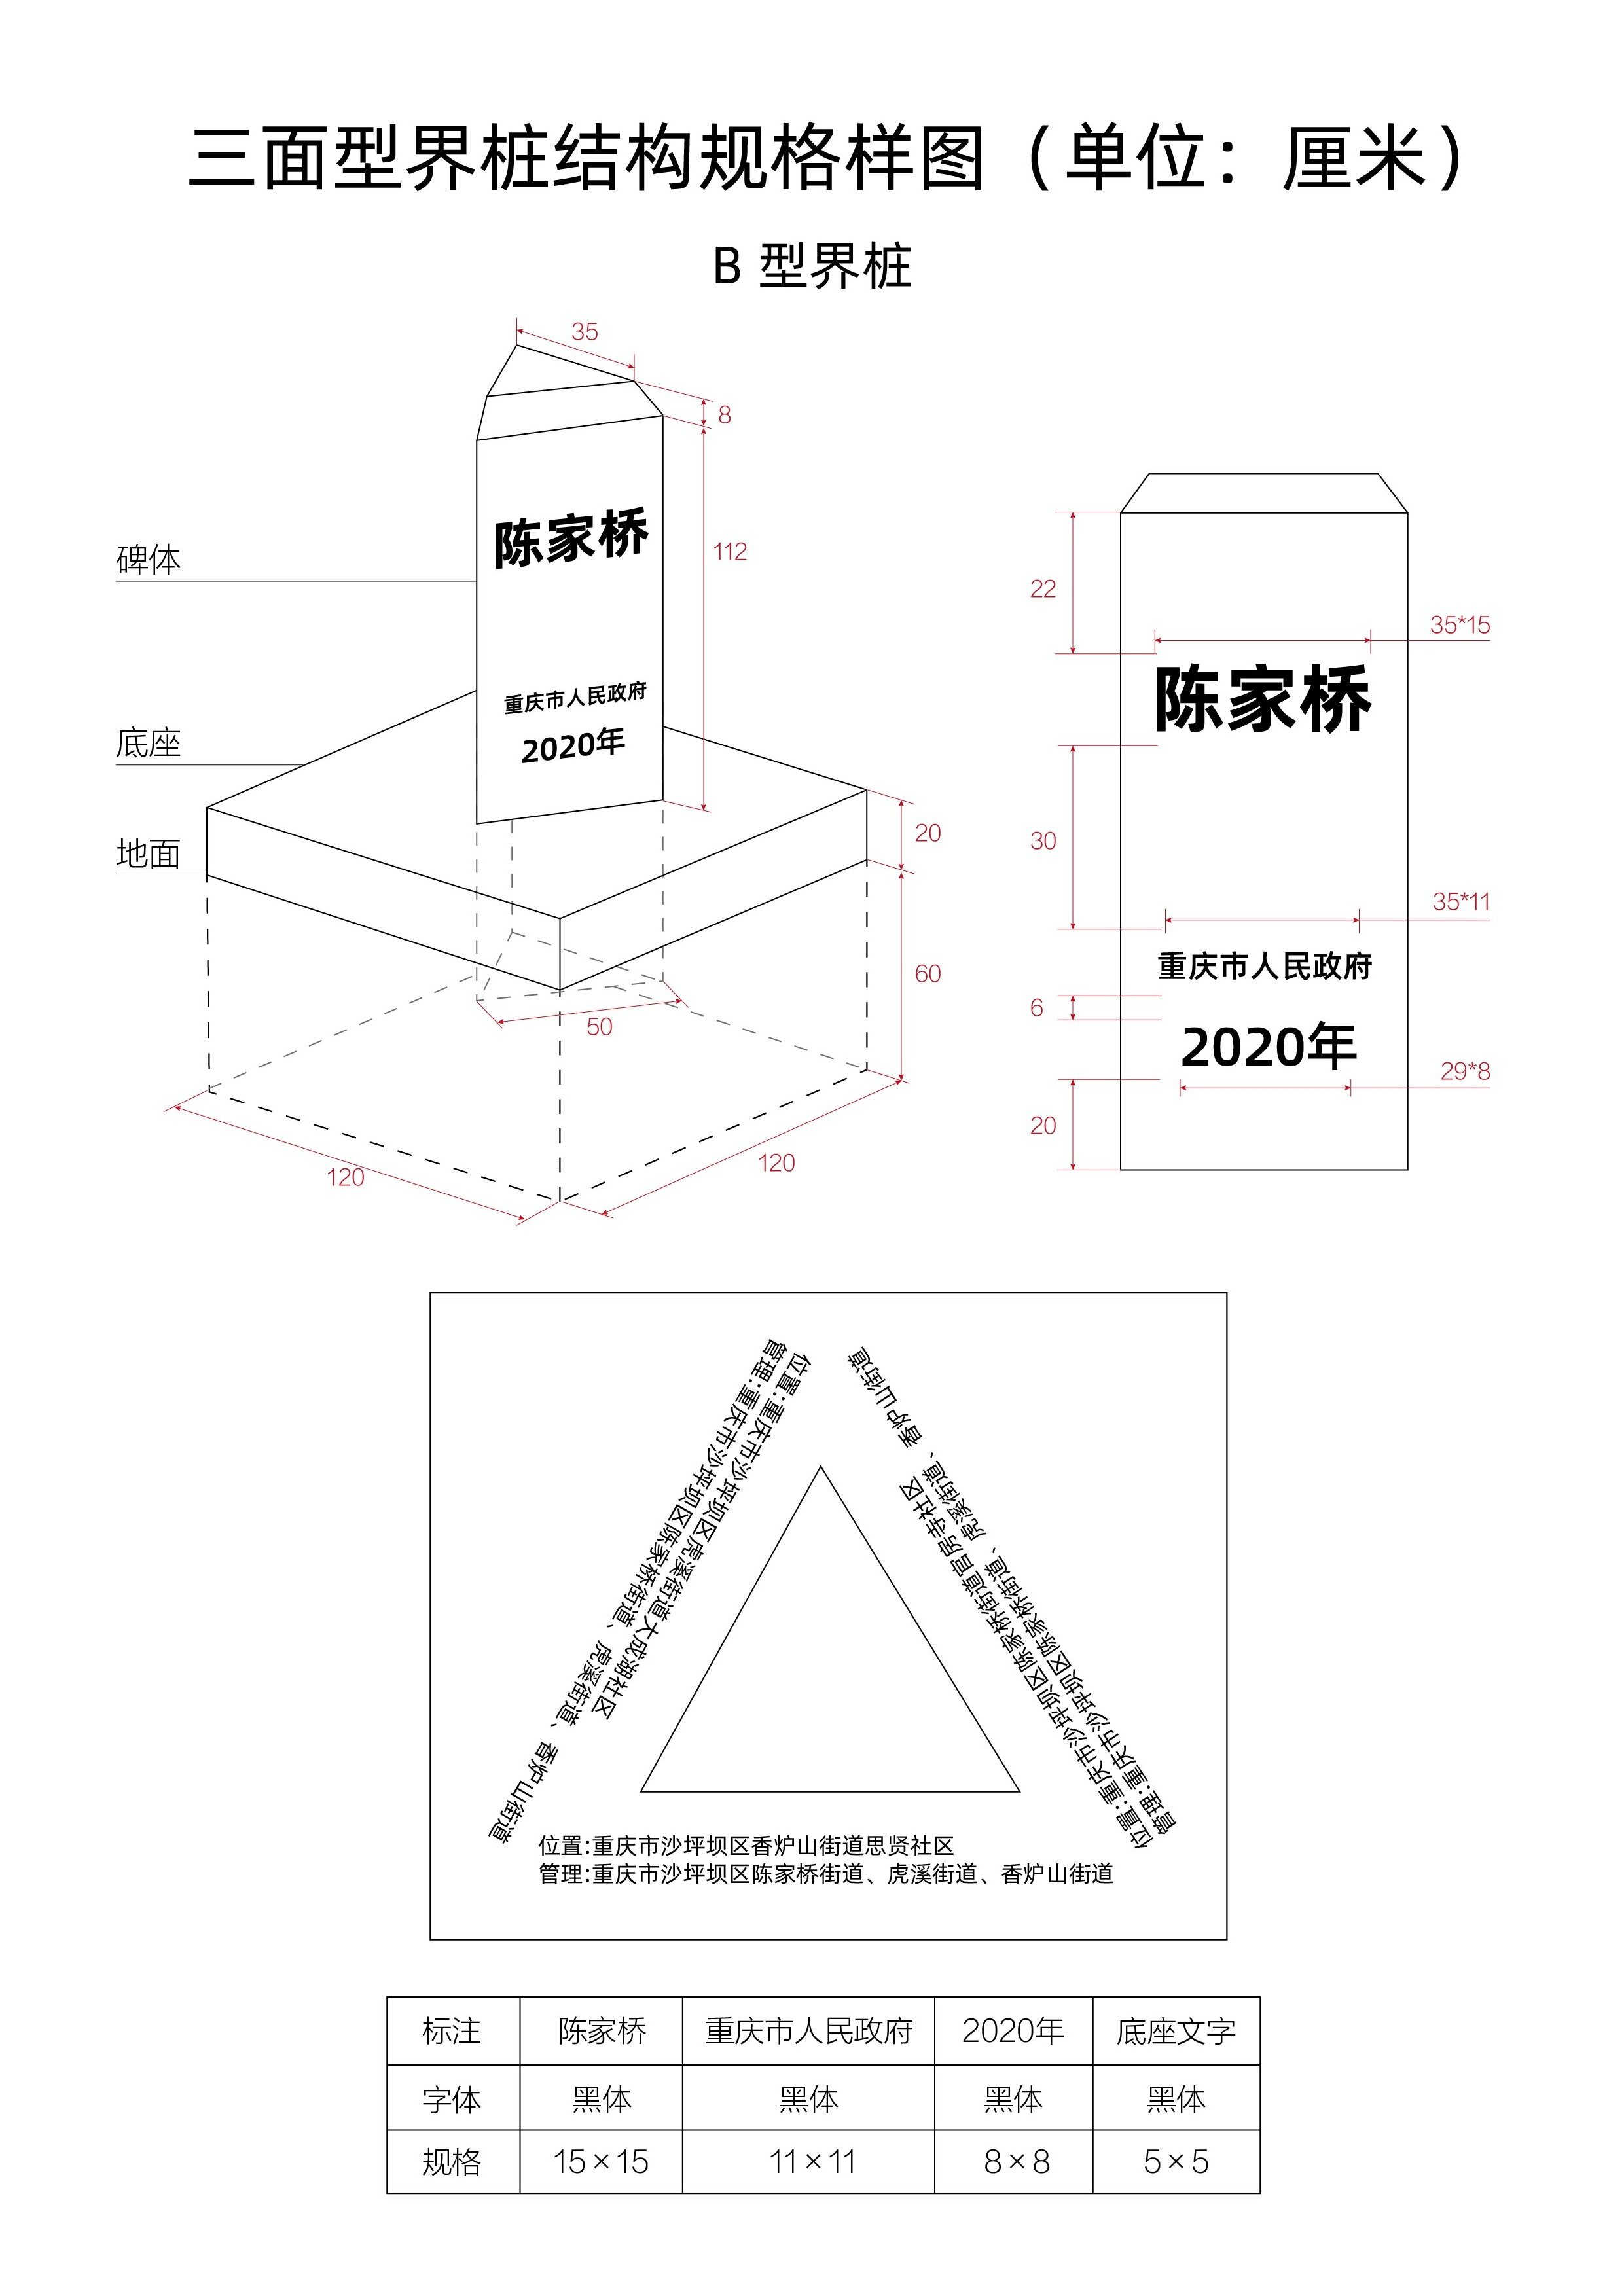 三面型界桩结构规格样图（单位：厘米）
B 型界桩
35
8
112
陈家桥
重庆市人民政府
2020年
碑体
底座
地面
20
60
50
120
120
22
35*15
陈家桥
30
35*11
重庆市人民政府
6
2020年
29*8
20
位置:重庆市沙坪坝区虎溪街道大成湖社区
管理:重庆市沙坪坝区陈家桥街道、虎溪街道、香炉山街道
位置:重庆市沙坪坝区陈家桥街道官房寺社区
管理:重庆市沙坪坝区陈家桥街道、虎溪街道、香炉山街道
位置:重庆市沙坪坝区香炉山街道思贤社区
管理:重庆市沙坪坝区陈家桥街道、虎溪街道、香炉山街道
标注 陈家桥 重庆市人民政府 2020年 底座文字
字体 黑体 黑体 黑体 黑体
规格 15×15 11×11 8×8 5×5